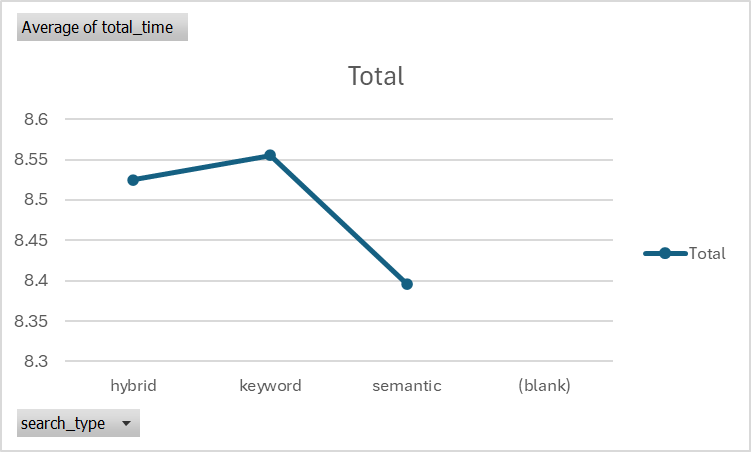 Average of total_time
Total
8.6
8.55
8.5
8.45
8.4
8.35
8.3
hybrid
keyword
semantic
(blank)
Total
search_type